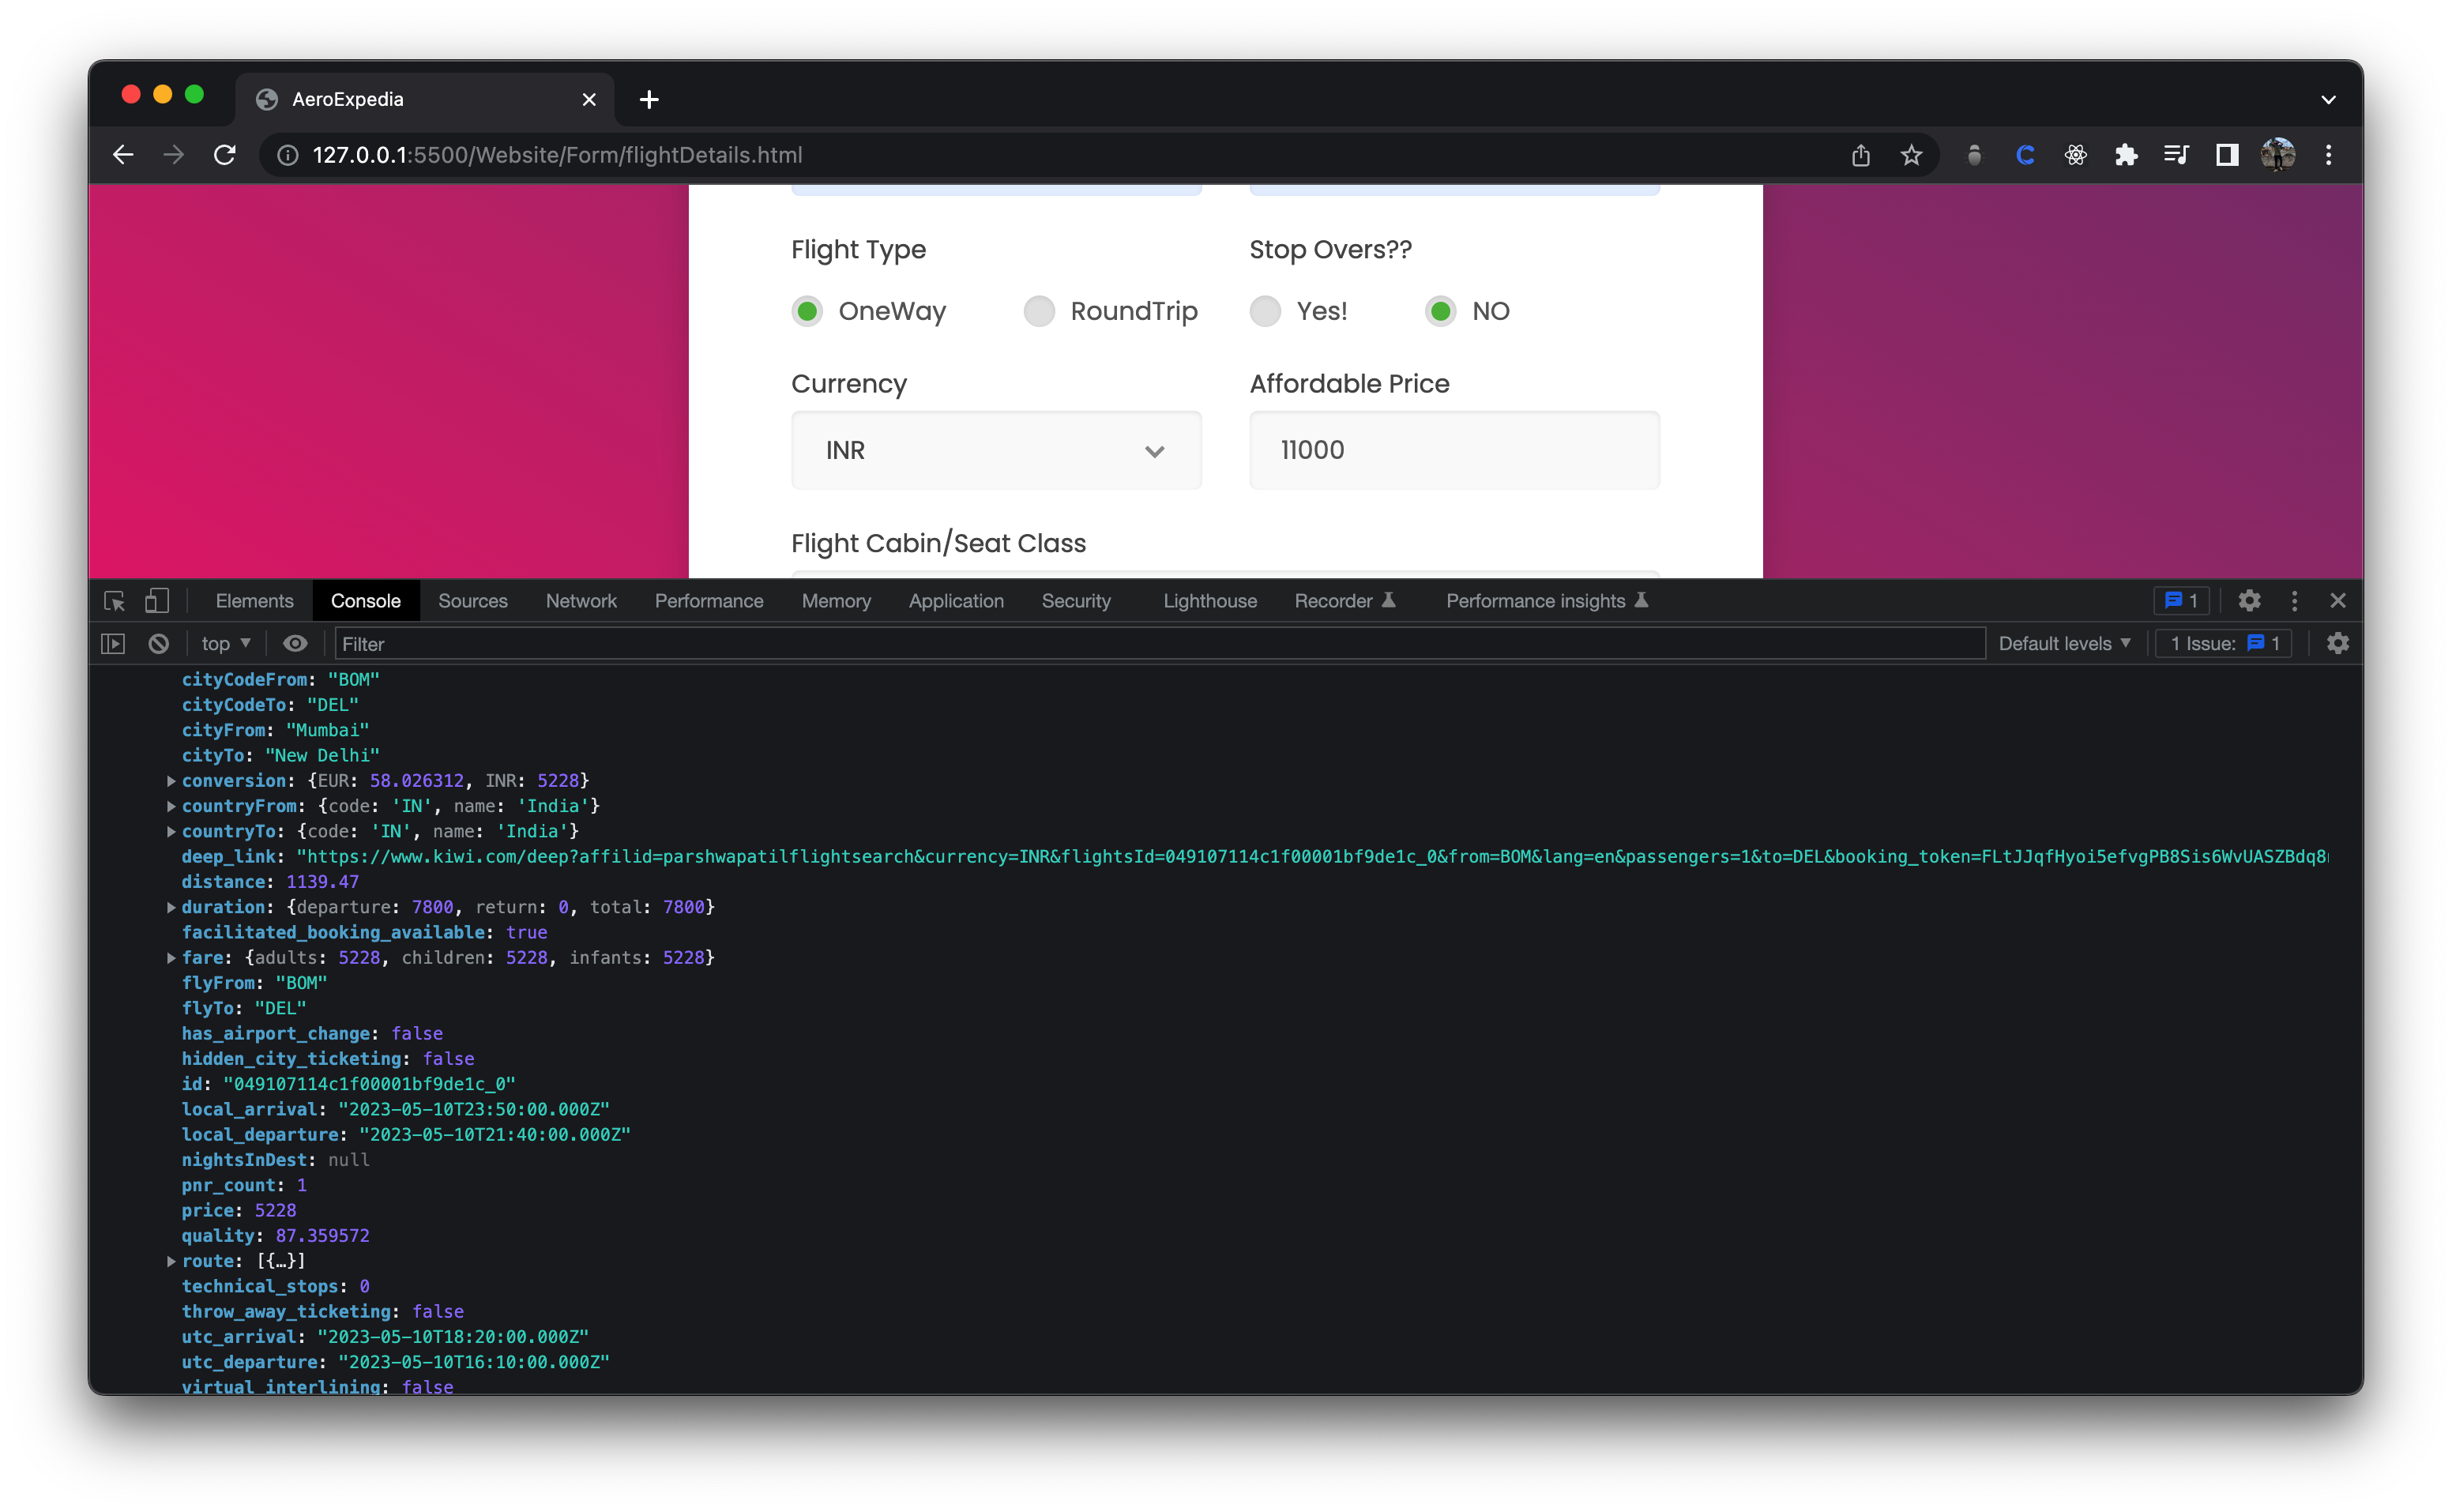 AeroExpedia
127.0.0.1:5500/Website/Form/flightDetails.html
Flight Type
Stop Overs??
OneWay RoundTrip Yes! NO
Currency
Affordable Price
INR
11000
Flight Cabin/Seat Class
Elements Console Sources Network Performance Memory Application Security Lighthouse Recorder Performance insights 1
top Filter Default levels 1 Issue: 1
cityCodeFrom: "BOM"
cityCodeTo: "DEL"
cityFrom: "Mumbai"
cityTo: "New Delhi"
conversion: {EUR: 58.026312, INR: 5228}
countryFrom: {code: 'IN', name: 'India'}
countryTo: {code: 'IN', name: 'India'}
deep_link: "https://www.kiwi.com/deep?affilid=parshwapatilflightsearch&currency=INR&flightsId=049107114c1f00001bf9de1c_0&from=BOM&lang=en&passengers=1&to=DEL&booking_token=FLtJJqfHyoi5efvgPB8Sis6WvUASZBdq8
distance: 1139.47
duration: {departure: 7800, return: 0, total: 7800}
facilitated_booking_available: true
fare: {adults: 5228, children: 5228, infants: 5228}
flyFrom: "BOM"
flyTo: "DEL"
has_airport_change: false
hidden_city_ticketing: false
id: "049107114c1f00001bf9de1c_0"
local_arrival: "2023-05-10T23:50:00.000Z"
local_departure: "2023-05-10T21:40:00.000Z"
nightsInDest: null
pnr_count: 1
price: 5228
quality: 87.359572
route: [{…}]
technical_stops: 0
throw_away_ticketing: false
utc_arrival: "2023-05-10T18:20:00.000Z"
utc_departure: "2023-05-10T16:10:00.000Z"
virtual_interlining: false